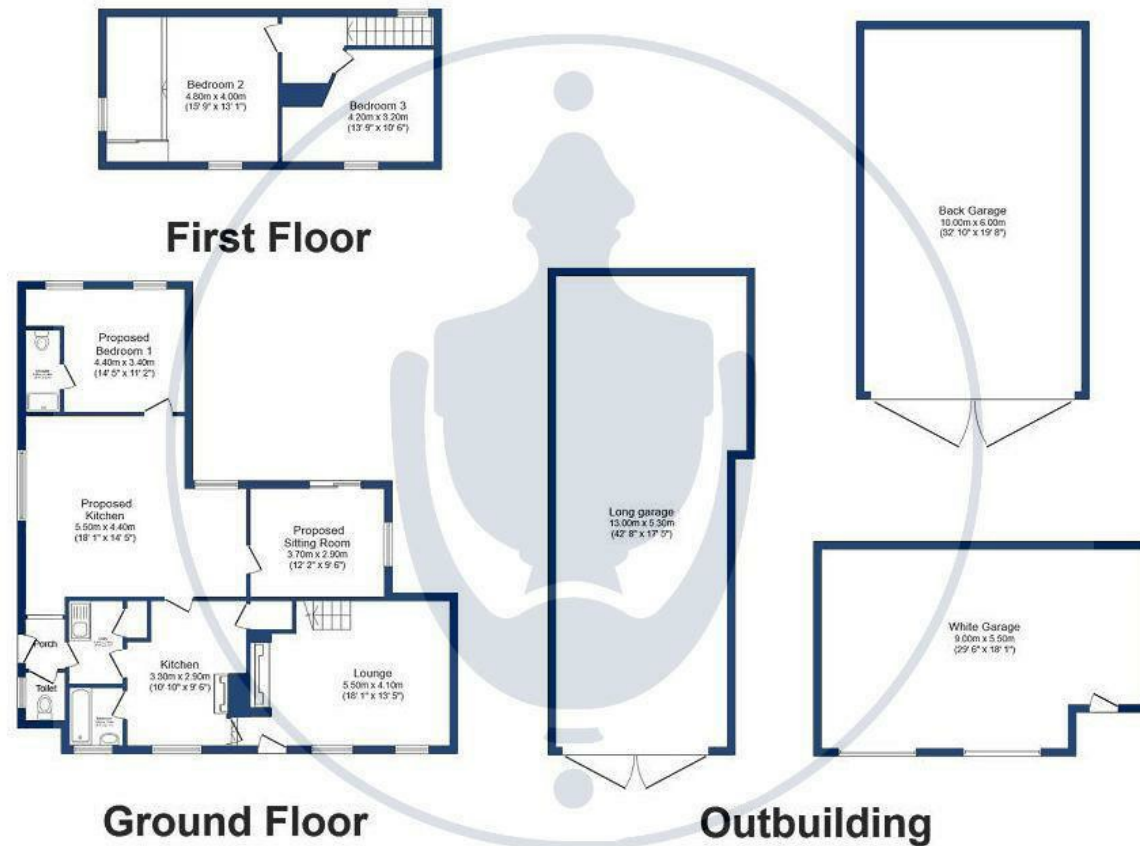 Bedroom 2
4.80m x 4.00m
(15' 9" x 13' 1")
Bedroom 3
4.20m x 3.20m
(13' 9" x 10' 6")
First Floor
Back Garage
10.00m x 6.00m
(32' 10" x 19' 8")
Proposed
Bedroom 1
4.40m x 3.40m
(14' 5" x 11' 2")
Proposed
Kitchen
5.50m x 4.40m
(18' 1" x 14' 5")
Proposed
Sitting Room
3.70m x 2.90m
(12' 2" x 9' 6")
Long garage
13.00m x 5.30m
(42' 8" x 17' 5")
White Garage
9.00m x 5.50m
(29' 6" x 18' 1")
Porch
Toilet
Kitchen
3.30m x 2.90m
(10' 10" x 9' 6")
Lounge
5.50m x 4.10m
(18' 1" x 13' 5")
Ground Floor
Outbuilding